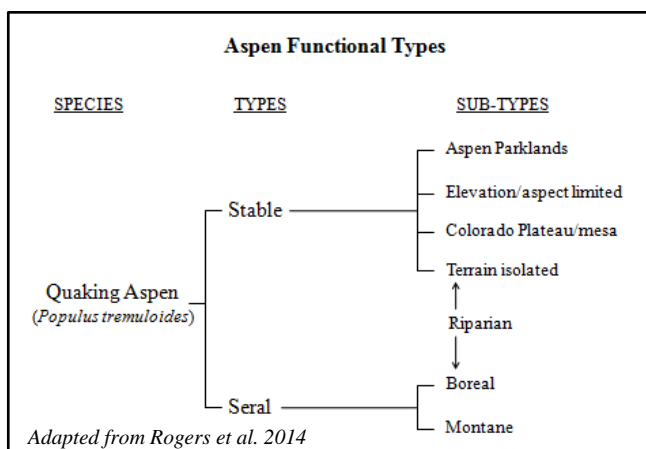 Aspen Functional Types
SPECIES TYPES SUB-TYPES
Aspen Parklands
Elevation/aspect limited
Stable
Colorado Plateau/mesa
Terrain isolated
Quaking Aspen
(Populus tremuloides)
Riparian
Boreal
Seral
Montane
Adapted from Rogers et al. 2014